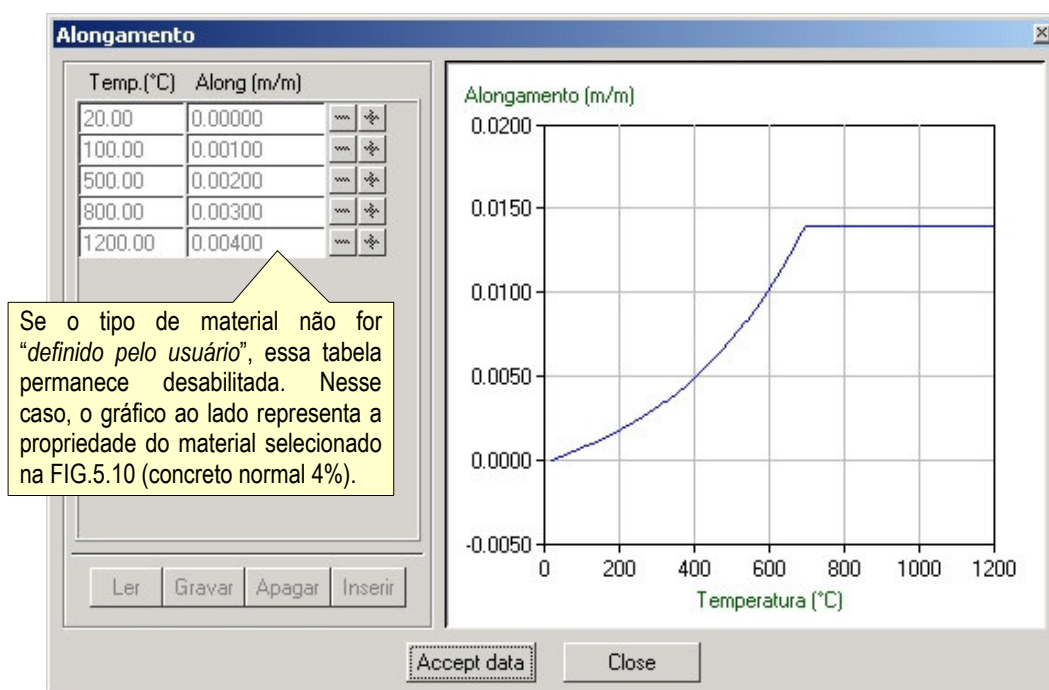 Alongamento
Temp.(°C) Along (m/m)
20.00 0.00000
100.00 0.00100
500.00 0.00200
800.00 0.00300
1200.00 0.00400
Se o tipo de material não for
“definido pelo usuário”, essa tabela
permanece desabilitada. Nesse
caso, o gráfico ao lado representa a
propriedade do material selecionado
na FIG.5.10 (concreto normal 4%).
Ler Gravar Apagar Inserir
Alongamento (m/m)
0.0200
0.0150
0.0100
0.0050
0.0000
-0.0050
0 200 400 600 800 1000 1200
Temperatura (°C)
Accept data Close